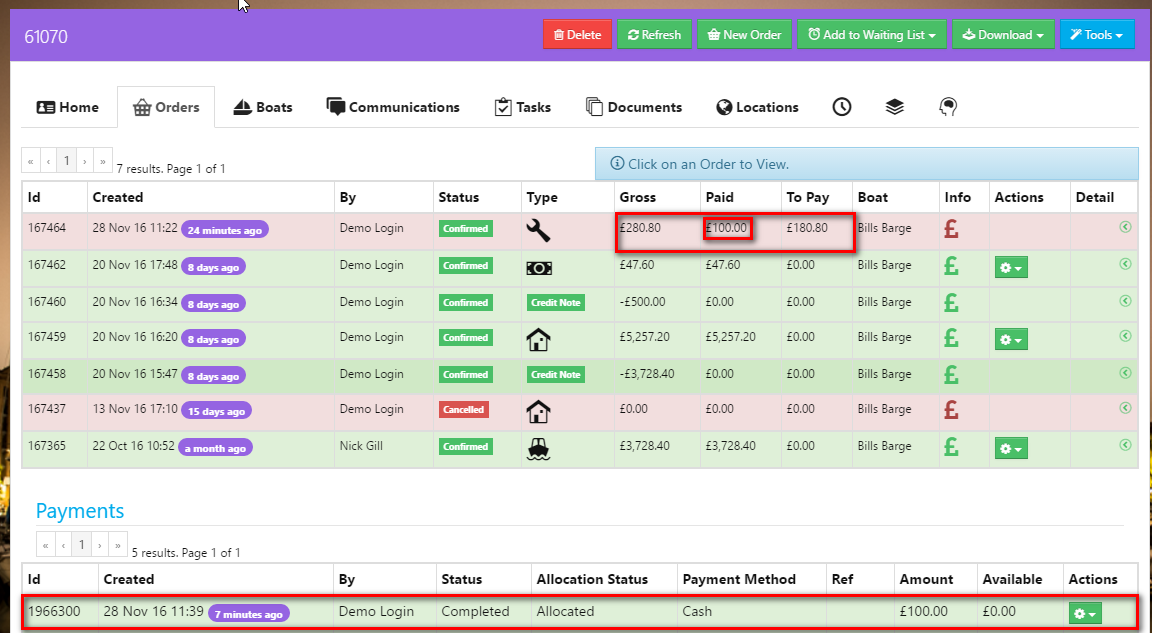 61070
Delete Refresh New Order Add to Waiting List Download Tools
Home Orders Boats Communications Tasks Documents Locations
« ‹ 1 › » 7 results. Page 1 of 1
Click on an Order to View.
Id Created By Status Type Gross Paid To Pay Boat Info Actions Detail
167464 28 Nov 16 11:22 24 minutes ago Demo Login Confirmed £280.80 £100.00 £180.80 Bills Barge £
167462 20 Nov 16 17:48 8 days ago Demo Login Confirmed £47.60 £47.60 £0.00 Bills Barge £
167460 20 Nov 16 16:34 8 days ago Demo Login Confirmed Credit Note -£500.00 £0.00 £0.00 Bills Barge £
167459 20 Nov 16 16:20 8 days ago Demo Login Confirmed £5,257.20 £5,257.20 £0.00 Bills Barge £
167458 20 Nov 16 15:47 8 days ago Demo Login Confirmed Credit Note -£3,728.40 £0.00 £0.00 Bills Barge £
167437 13 Nov 16 17:10 15 days ago Demo Login Cancelled £0.00 £0.00 £0.00 Bills Barge £
167365 22 Oct 16 10:52 a month ago Nick Gill Confirmed £3,728.40 £3,728.40 £0.00 Bills Barge £
Payments
« ‹ 1 › » 5 results. Page 1 of 1
Id Created By Status Allocation Status Payment Method Ref Amount Available Actions
1966300 28 Nov 16 11:39 7 minutes ago Demo Login Completed Allocated Cash £100.00 £0.00